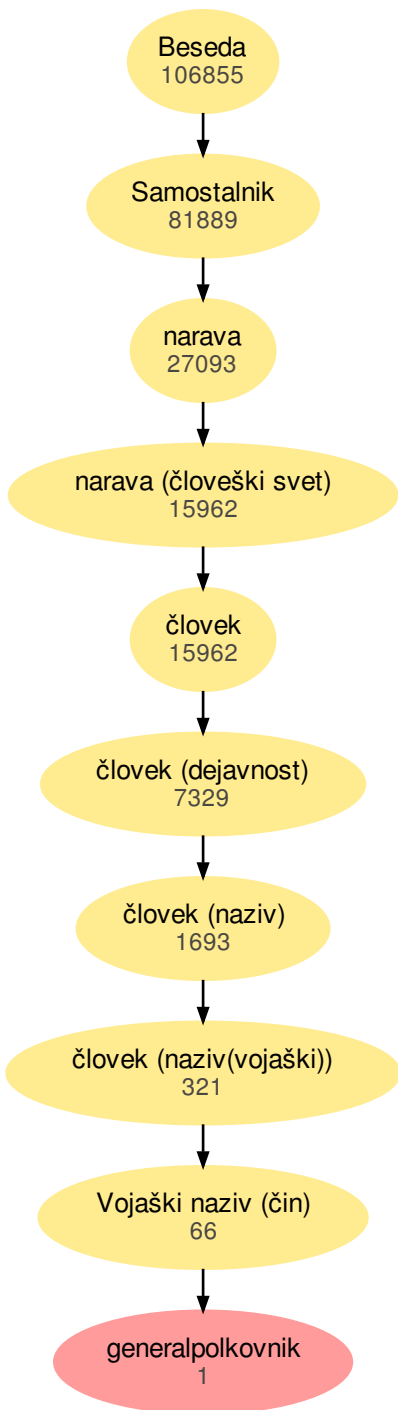 Beseda
106855
Samostalnik
81889
narava
27093
narava (človeški svet)
15962
človek
15962
človek (dejavnost)
7329
človek (naziv)
1693
človek (naziv(vojaški))
321
Vojaški naziv (čin)
66
generalpolkovnik
1